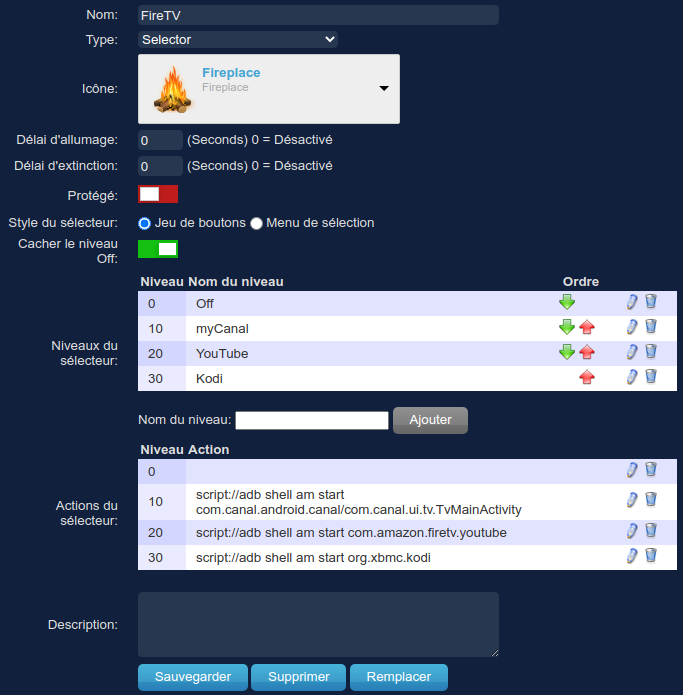 Nom: FireTV
Type: Selector
Icône: Fireplace
Fireplace
Délai d'allumage: 0 (Seconds) 0 = Désactivé
Délai d'extinction: 0 (Seconds) 0 = Désactivé
Protégé:
Style du sélecteur: Jeu de boutons Menu de sélection
Cacher le niveau
Off:
Niveau Nom du niveau Ordre
0 Off
10 myCanal
Niveaux du
sélecteur:
20 YouTube
30 Kodi
Nom du niveau: Ajouter
Niveau Action
0
Actions du
sélecteur:
10 script://adb shell am start
com.canal.android.canal/com.canal.ui.tv.TvMainActivity
20 script://adb shell am start com.amazon.firetv.youtube
30 script://adb shell am start org.xbmc.kodi
Description:
Sauvegarder Supprimer Remplacer